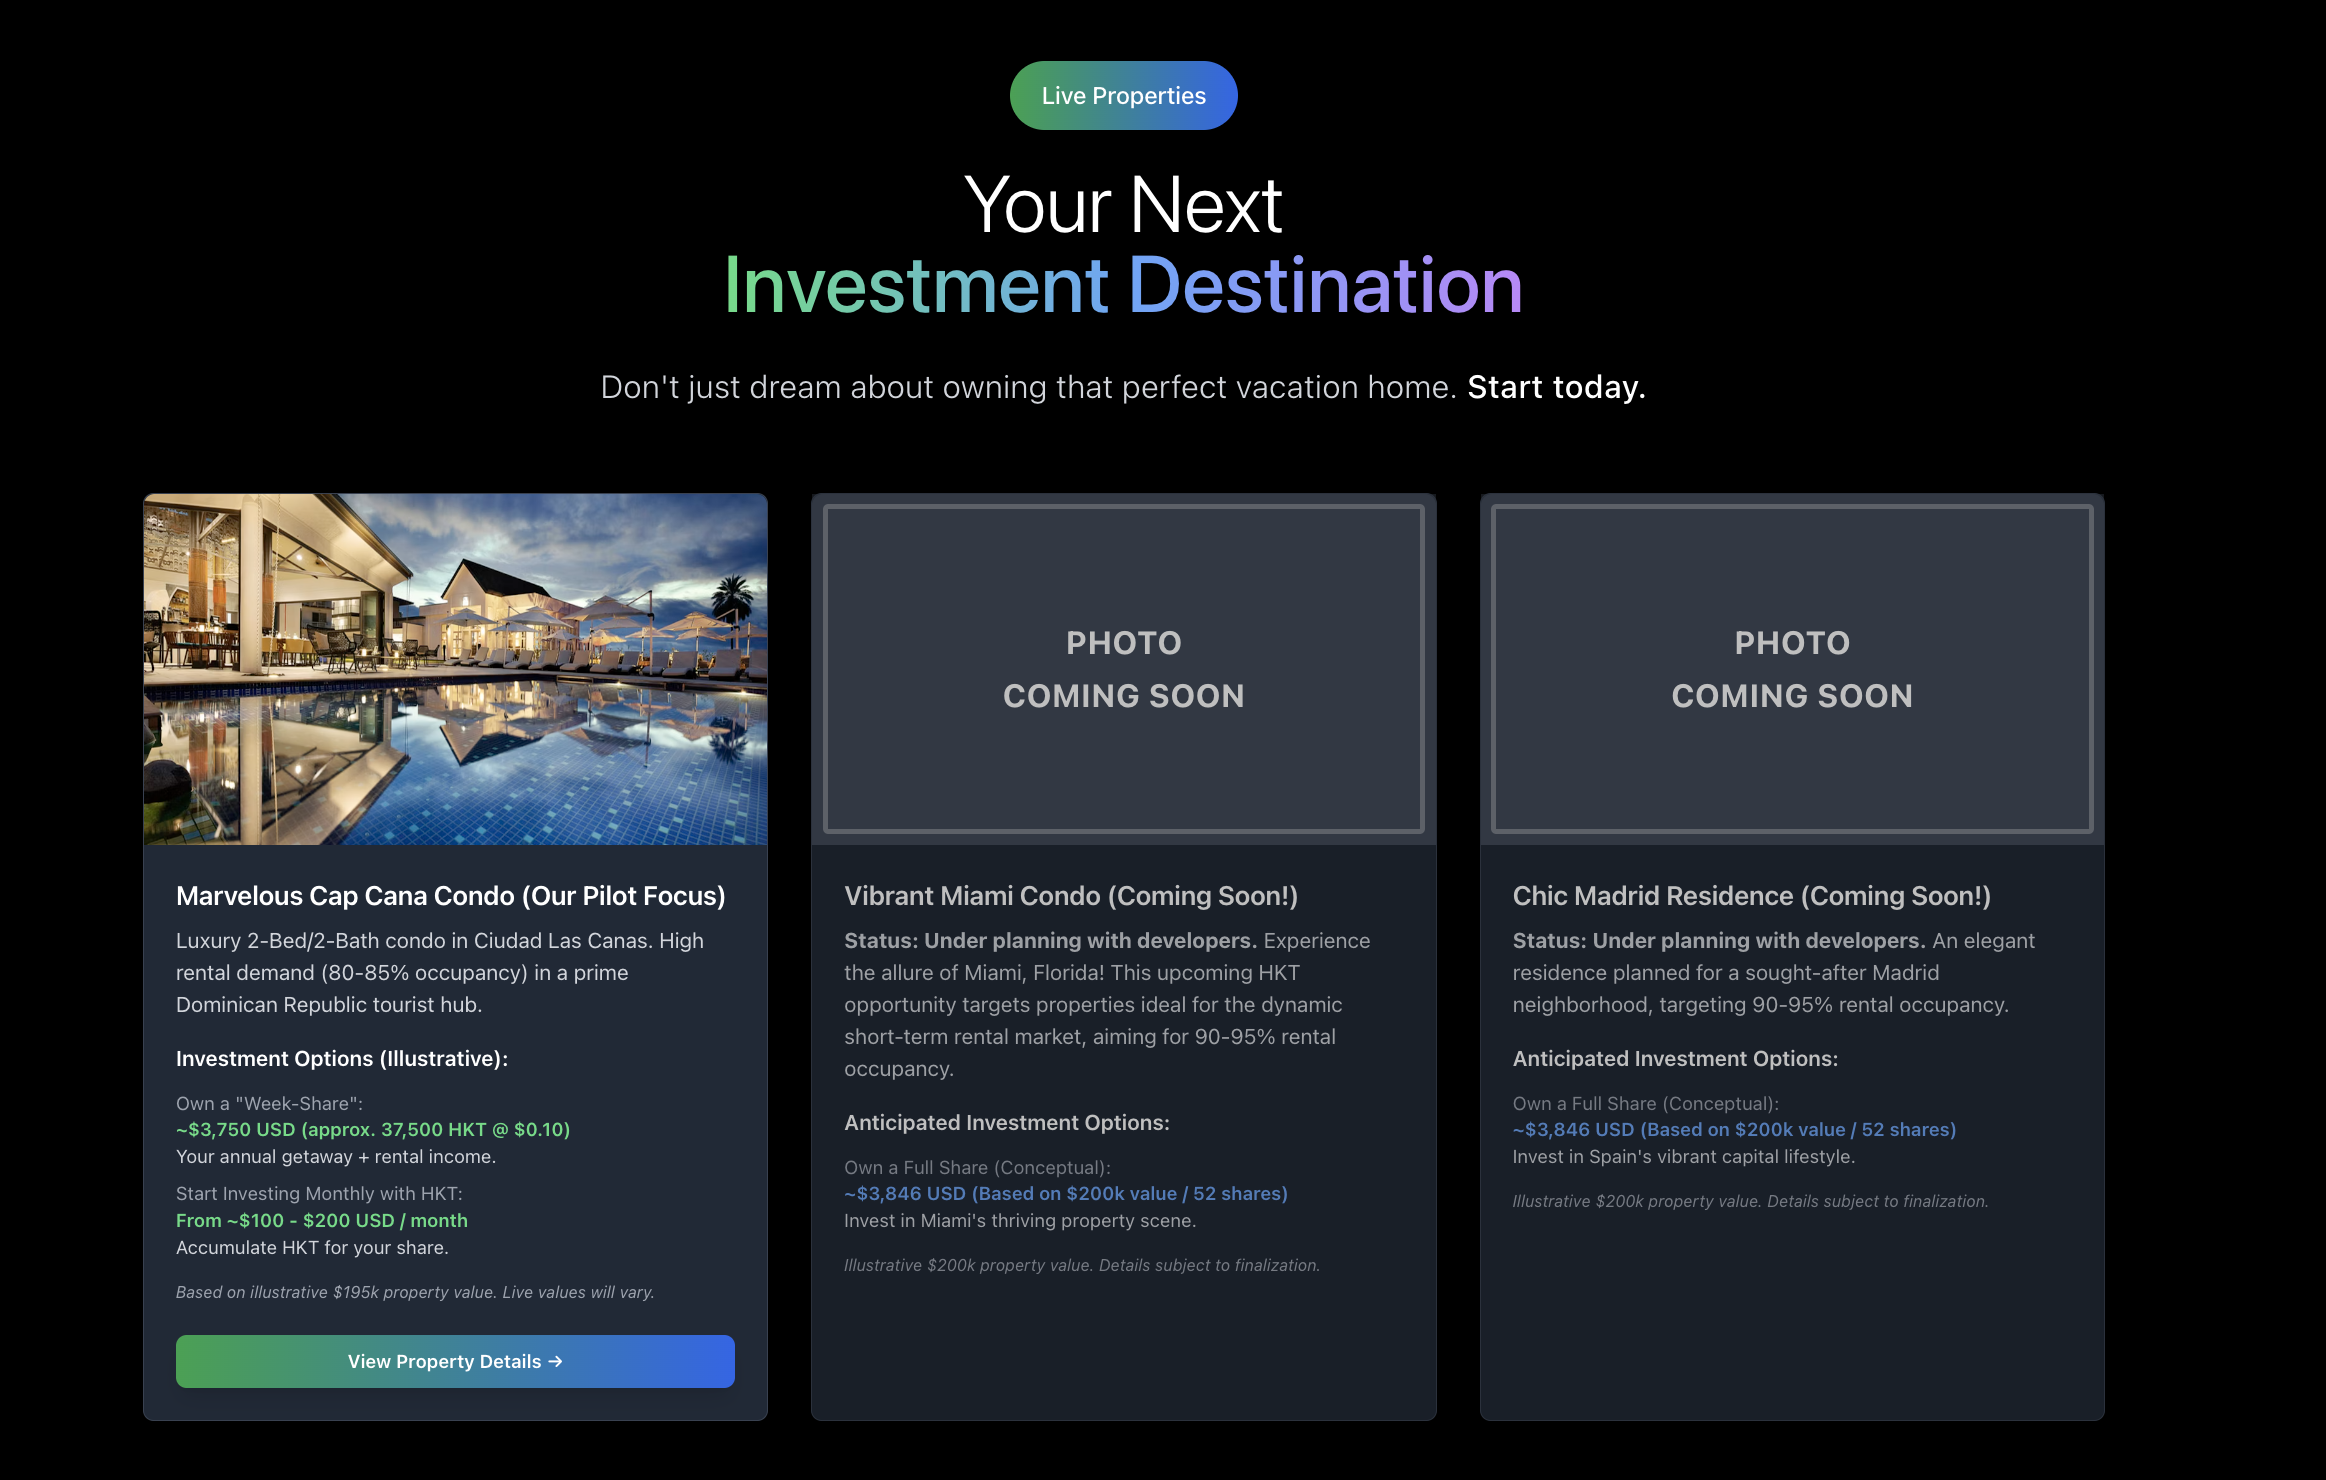 Live Properties
Your Next
Investment Destination
Don't just dream about owning that perfect vacation home. Start today.
Marvelous Cap Cana Condo (Our Pilot Focus)
Luxury 2-Bed/2-Bath condo in Ciudad Las Canas. High
rental demand (80-85% occupancy) in a prime
Dominican Republic tourist hub.
Investment Options (Illustrative):
Own a "Week-Share":
~$3,750 USD (approx. 37,500 HKT @ $0.10)
Your annual getaway + rental income.
Start Investing Monthly with HKT:
From ~$100 - $200 USD / month
Accumulate HKT for your share.
Based on illustrative $195k property value. Live values will vary.
View Property Details →
PHOTO
COMING SOON
Vibrant Miami Condo (Coming Soon!)
Status: Under planning with developers. Experience
the allure of Miami, Florida! This upcoming HKT
opportunity targets properties ideal for the dynamic
short-term rental market, aiming for 90-95% rental
occupancy.
Anticipated Investment Options:
Own a Full Share (Conceptual):
~$3,846 USD (Based on $200k value / 52 shares)
Invest in Miami's thriving property scene.
Illustrative $200k property value. Details subject to finalization.
PHOTO
COMING SOON
Chic Madrid Residence (Coming Soon!)
Status: Under planning with developers. An elegant
residence planned for a sought-after Madrid
neighborhood, targeting 90-95% rental occupancy.
Anticipated Investment Options:
Own a Full Share (Conceptual):
~$3,846 USD (Based on $200k value / 52 shares)
Invest in Spain's vibrant capital lifestyle.
Illustrative $200k property value. Details subject to finalization.